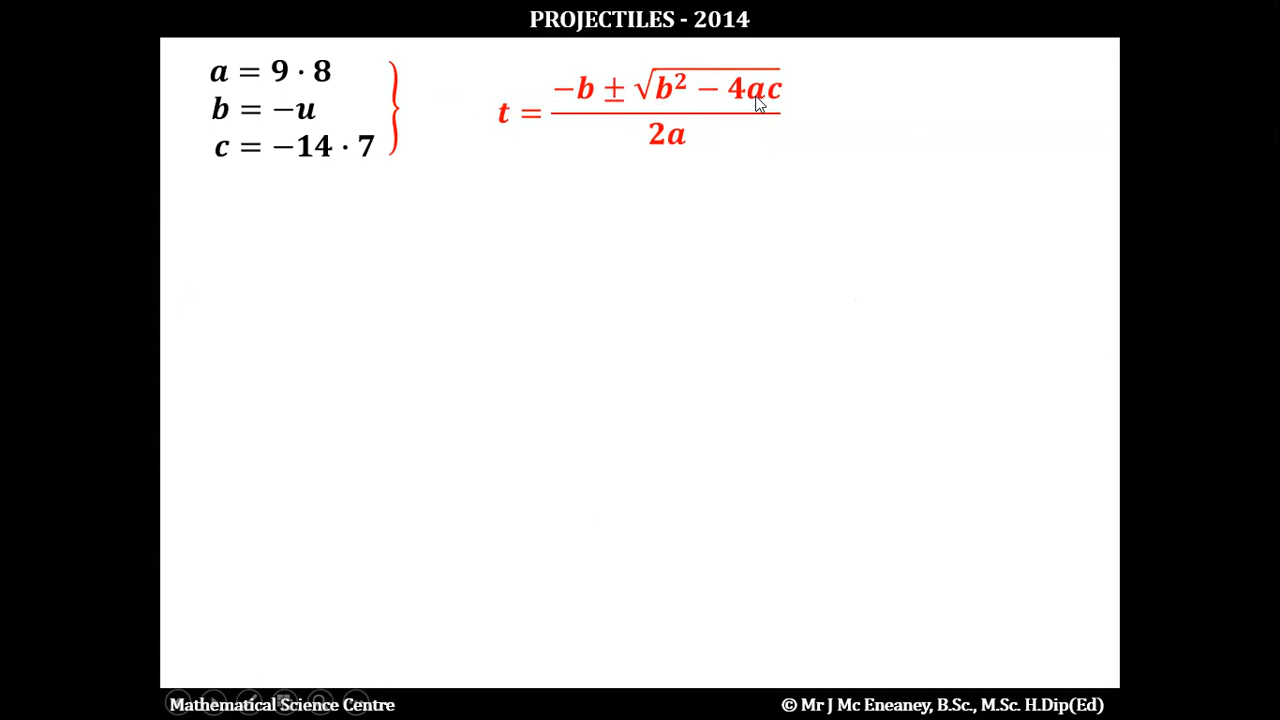 PROJECTILES - 2014
a = 9 · 8
b = −u
c = −14 · 7
t = \frac{−b ± √(b² − 4ac)}{2a}
Mathematical Science Centre
© Mr J Mc Eneaney, B.Sc., M.Sc. H.Dip(Ed)